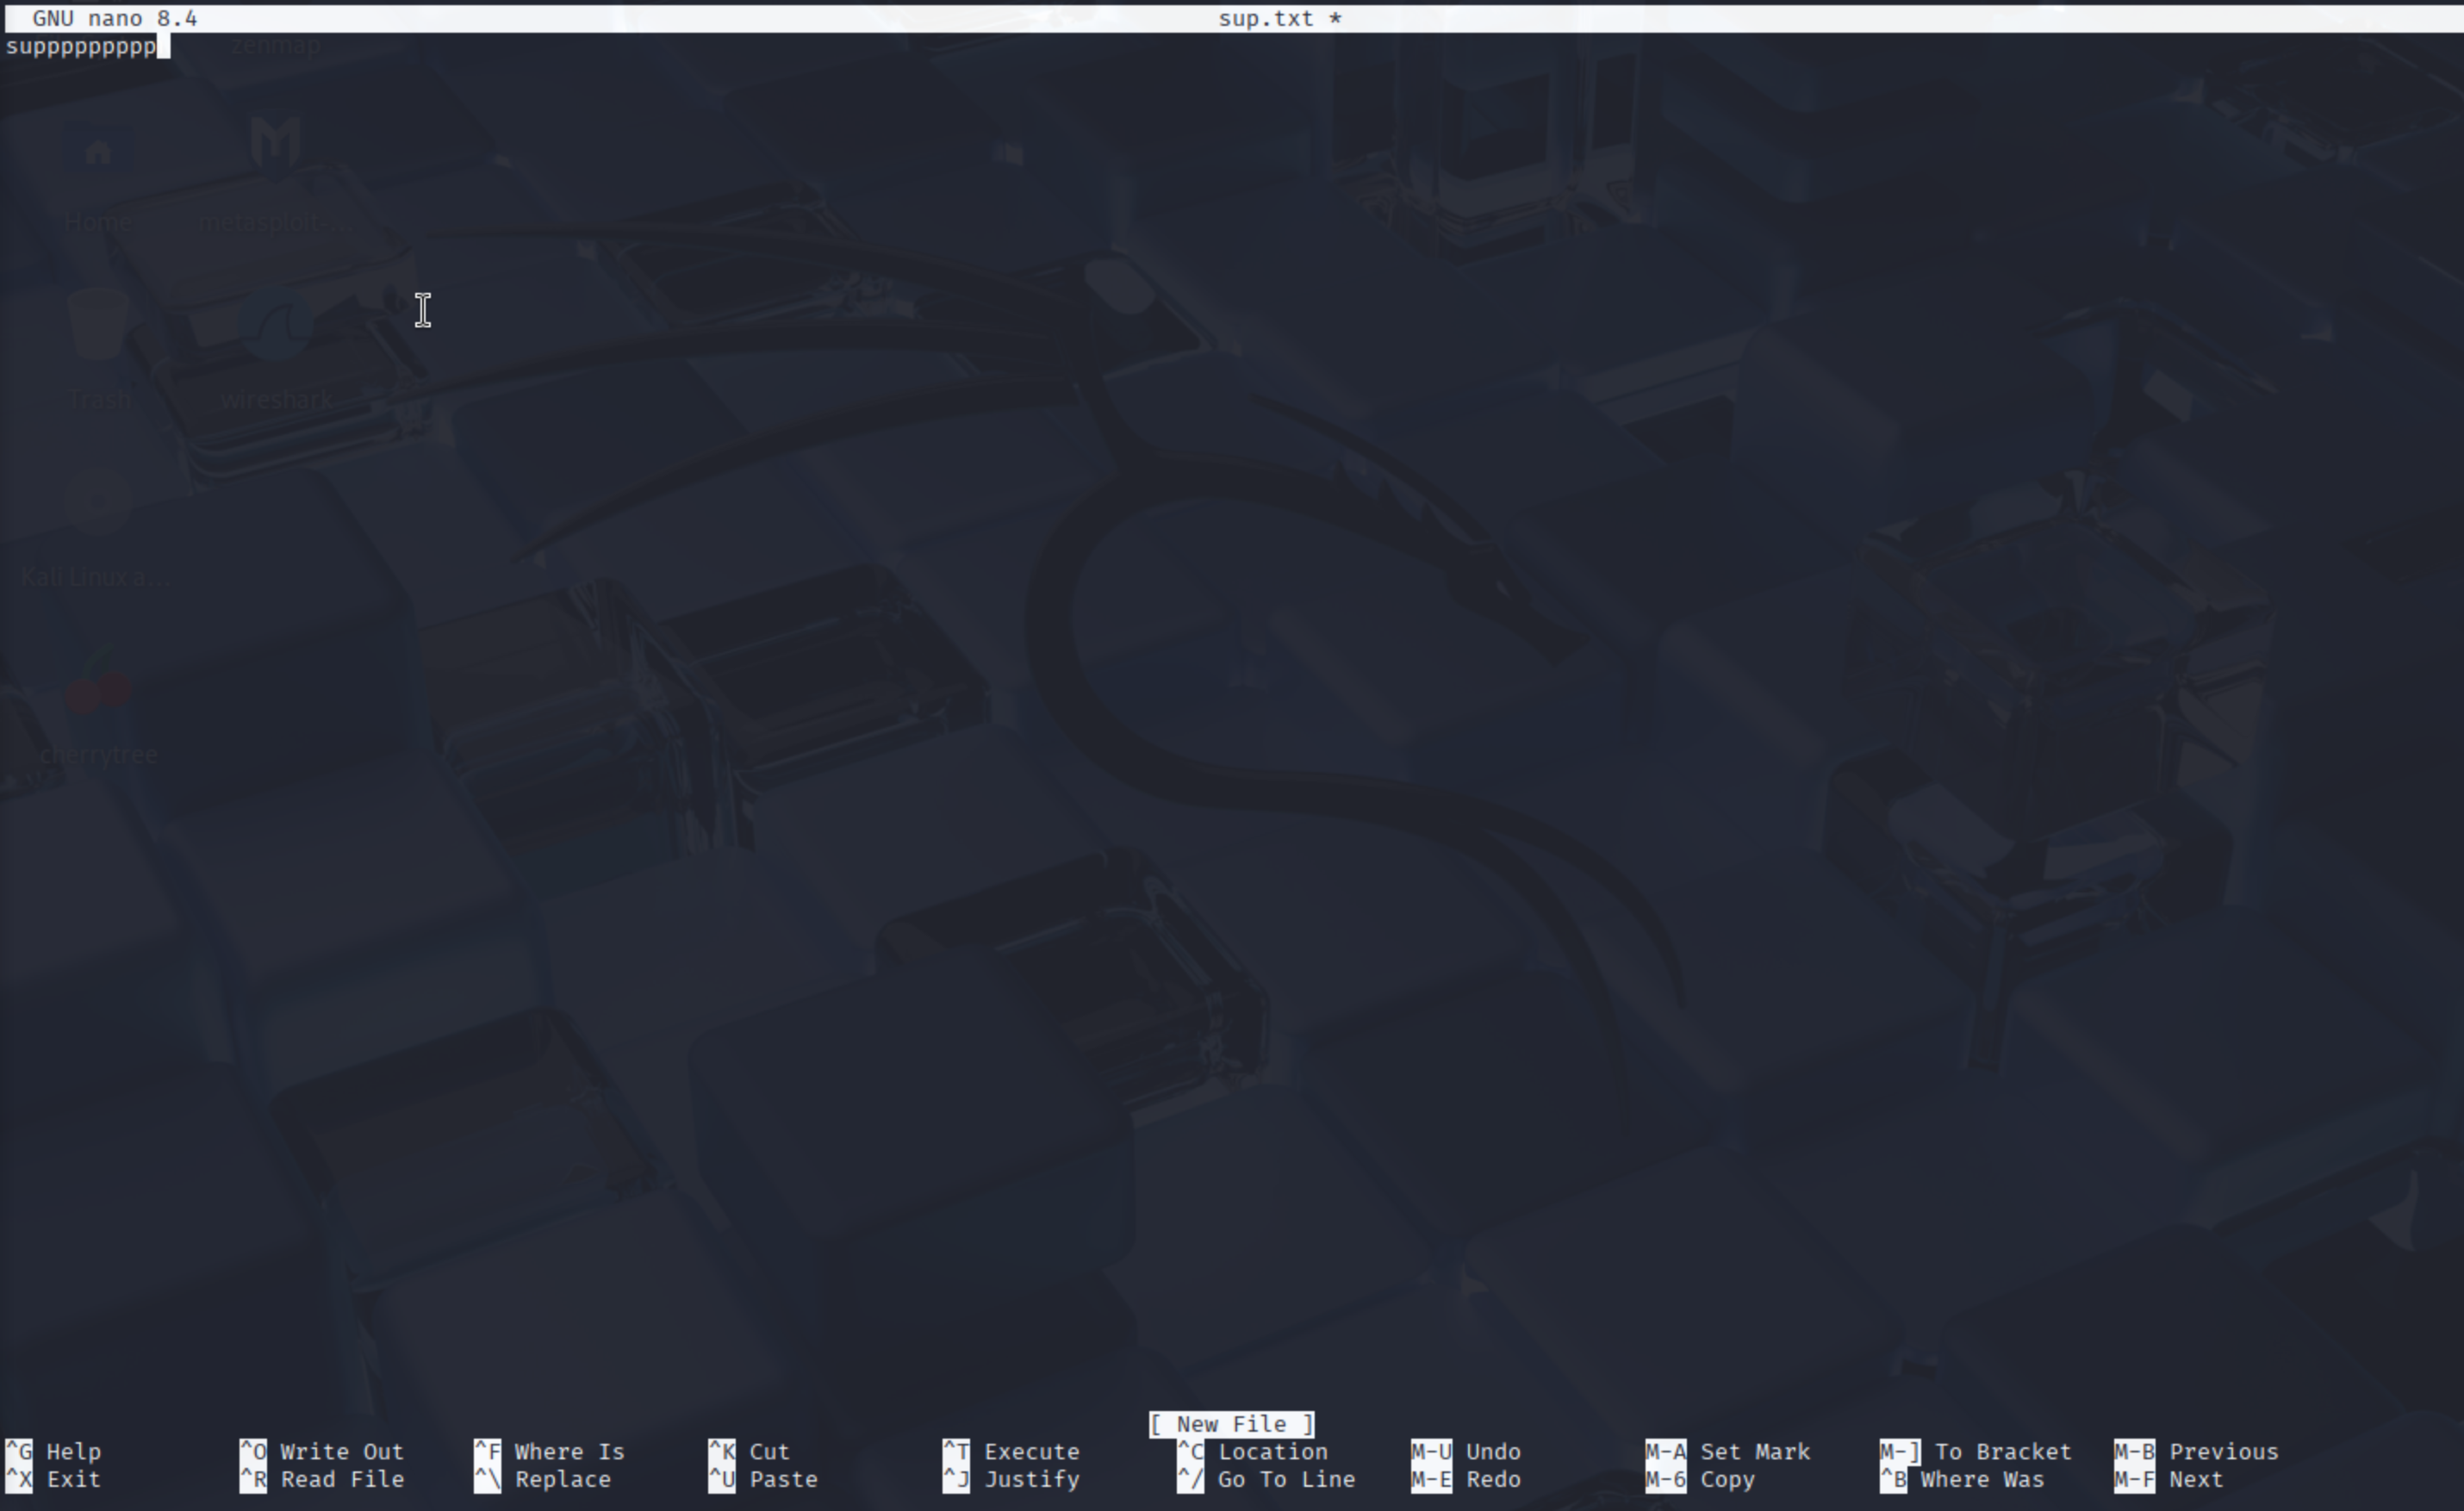 GNU nano 8.4 sup.txt *
suppppppppp
zenmap
Home metasploit-...
Trash wireshark
Kali Linux a...
cherrytree
[ New File ]
^G Help ^O Write Out ^F Where Is ^K Cut ^T Execute ^C Location M-U Undo M-A Set Mark M-] To Bracket M-B Previous
^X Exit ^R Read File ^\ Replace ^U Paste ^J Justify ^/ Go To Line M-E Redo M-6 Copy ^B Where Was M-F Next